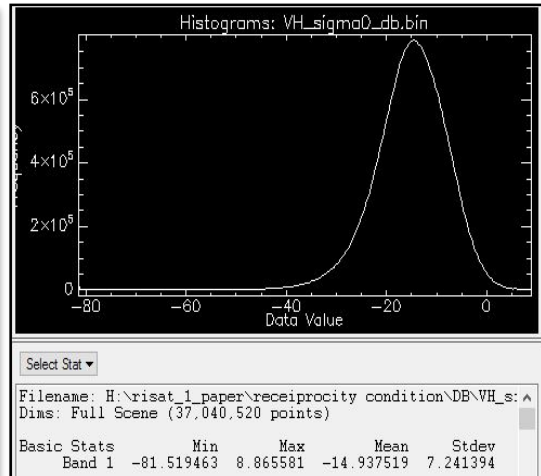 Histograms: VH_sigma0_db.bin
6×10⁵
4×10⁵
2×10⁵
0
-80 -60 -40 -20 0
Data Value
Select Stat
Filename: H:\risat_1_paper\receiprocity condition\DB\VH_s
Dims: Full Scene (37,040,520 points)
Basic Stats Min Max Mean Stdev
Band 1 -81.519463 8.865581 -14.937519 7.241394